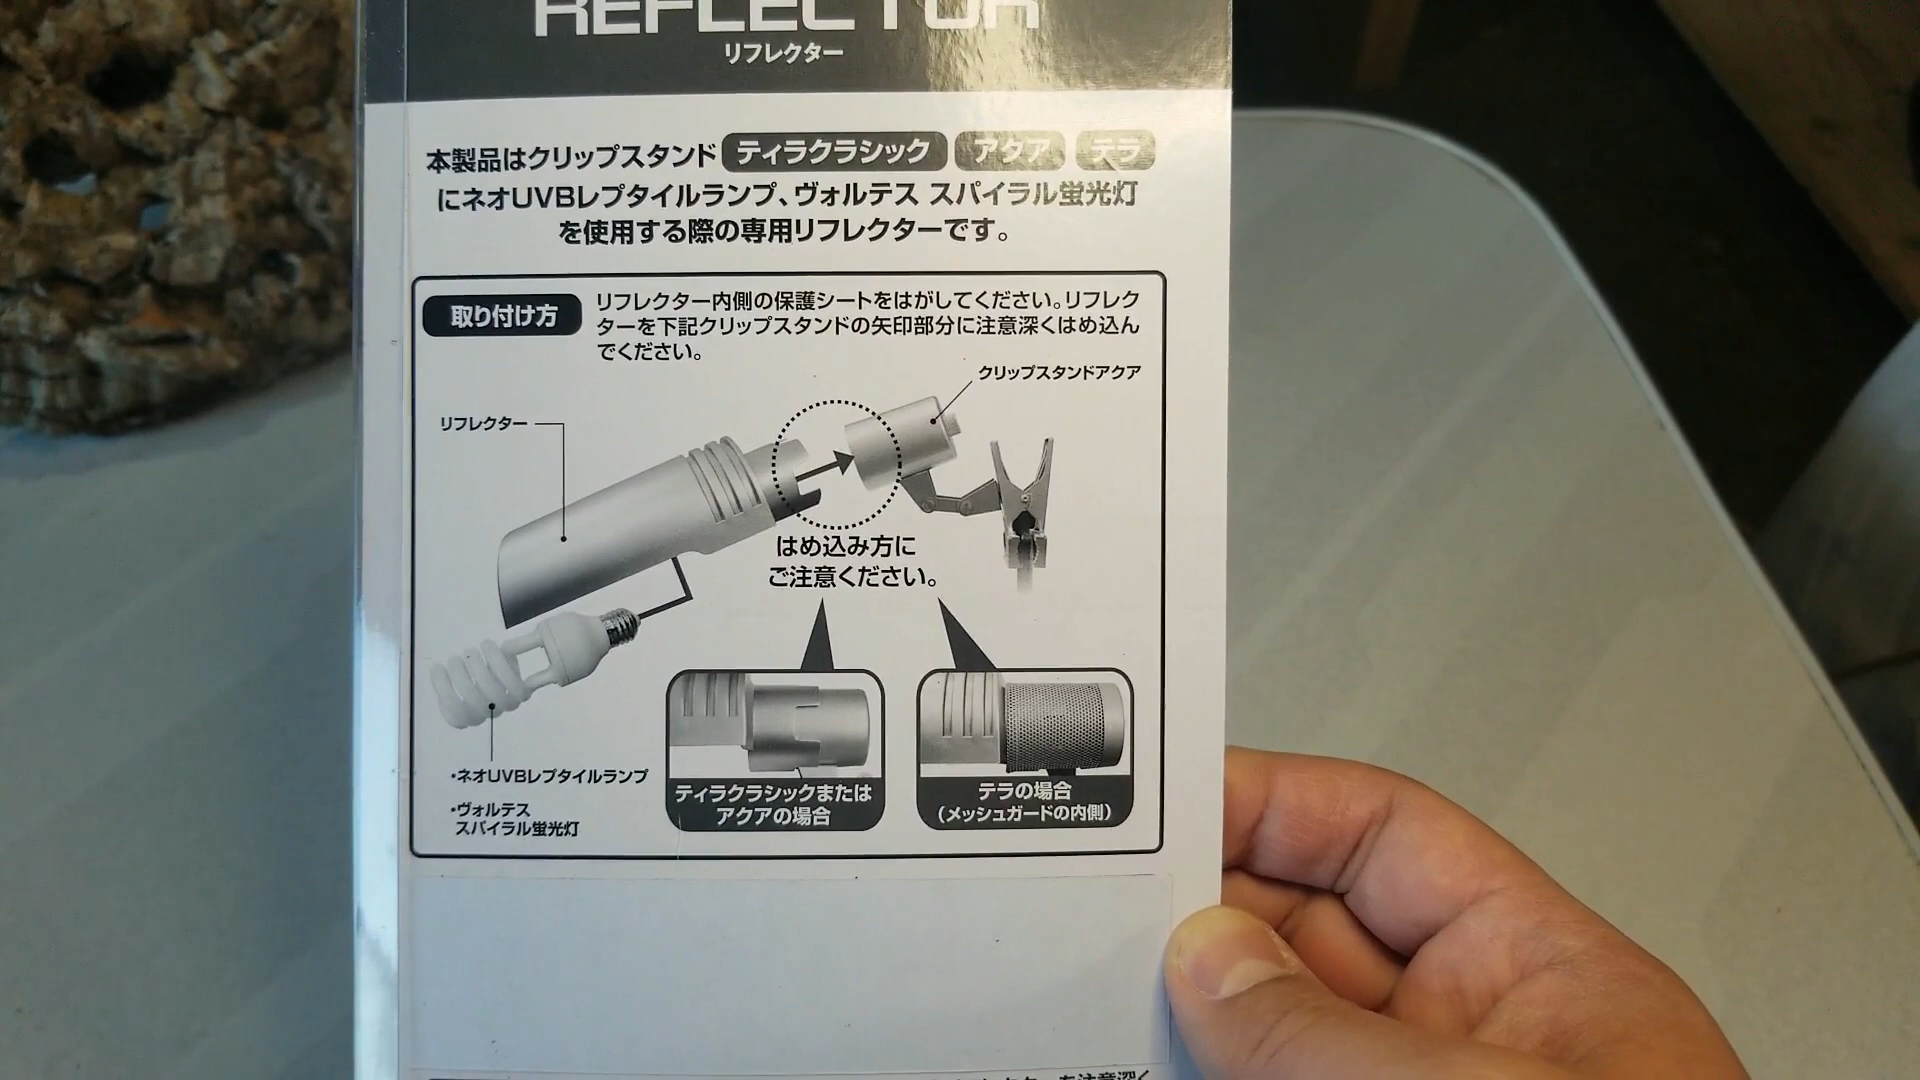 REFLECTOR
リフレクター
本製品はクリップスタンド ティラクラシック アクア テラ
にネオUVBレプタイルランプ、ヴォルテス スパイラル蛍光灯
を使用する際の専用リフレクターです。
取り付け方
リフレクター内側の保護シートをはがしてください。リフレク
ターを下記クリップスタンドの矢印部分に注意深くはめ込ん
でください。
クリップスタンドアクア
リフレクター
はめ込み方に
ご注意ください。
・ネオUVBレプタイルランプ
・ヴォルテス
スパイラル蛍光灯
ティラクラシックまたは
アクアの場合
テラの場合
(メッシュガードの内側)
を注意深く